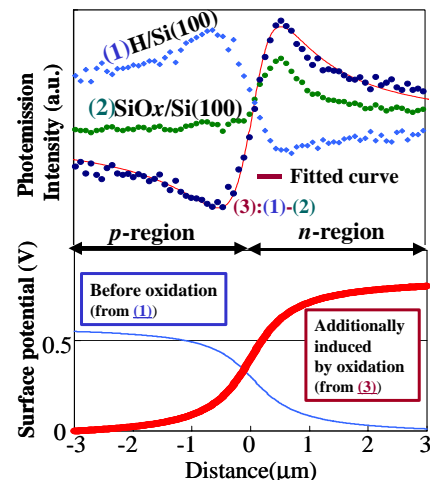 Photemission
Intensity (a.u.)
(1)H/Si(100)
(2)SiOx/Si(100)
Fitted curve
(3):(1)-(2)
p-region
n-region
Surface potential (V)
Before oxidation
(from (1))
0.5
Additionally
induced
by oxidation
(from (3))
0
-3 -2 -1 0 1 2 3
Distance(μm)